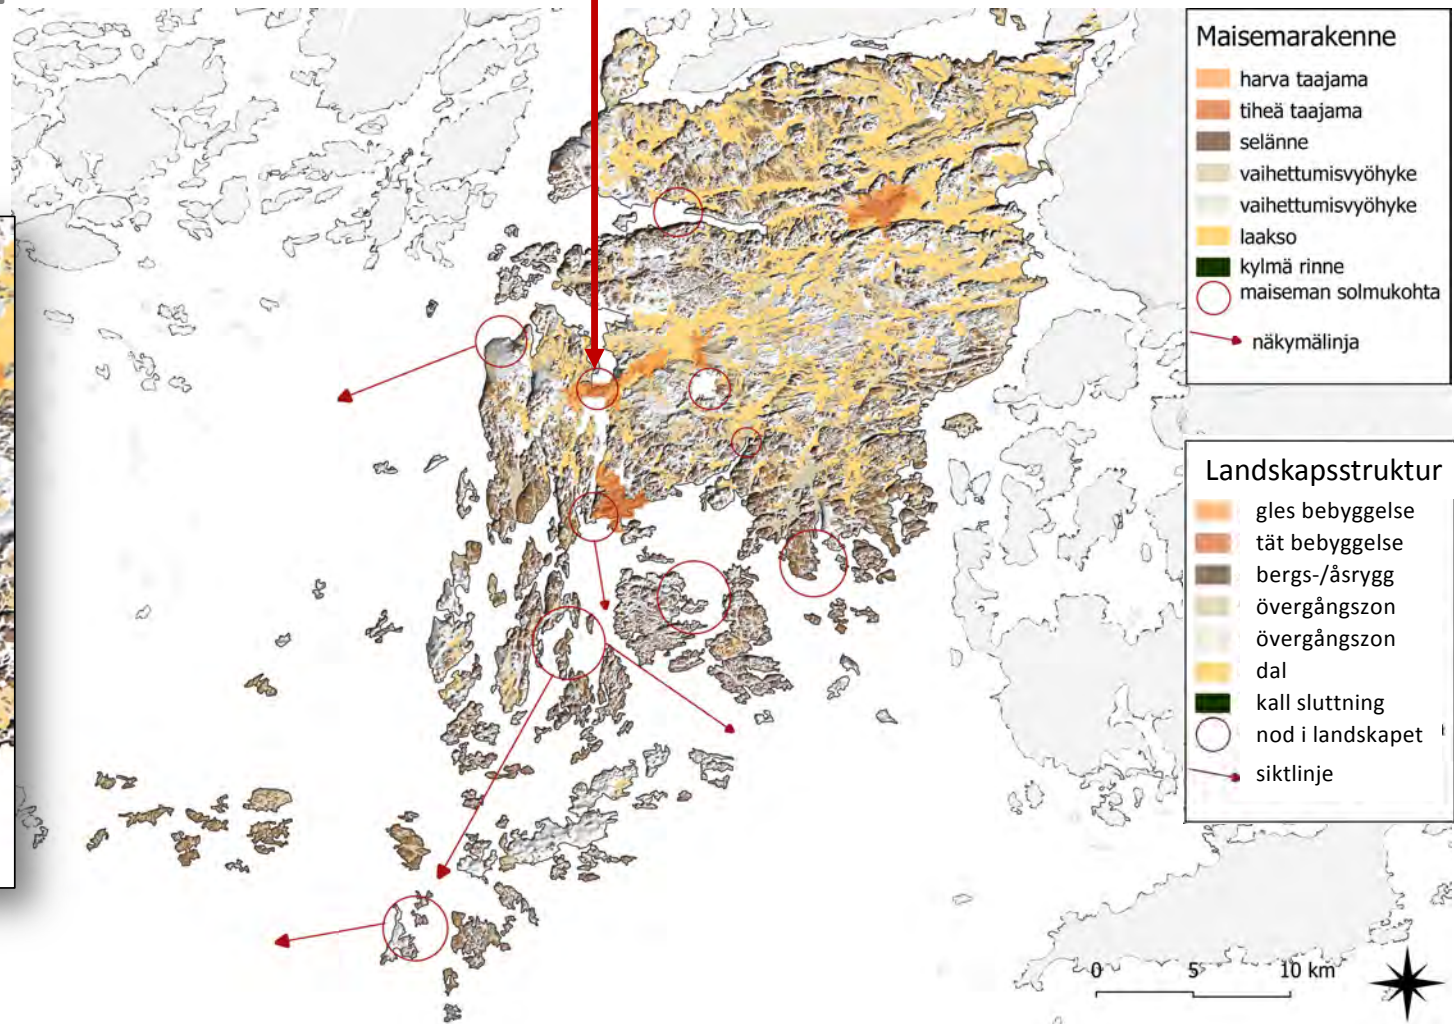 Maisemarakenne
harva taajama
tiheä taajama
selänne
vaihettumisvyöhyke
vaihettumisvyöhyke
laakso
kylmä rinne
maiseman solmukohta
näkymälinja
Landskapsstruktur
gles bebyggelse
tät bebyggelse
bergs-/åsrygg
övergångszon
övergångszon
dal
kall sluttning
nod i landskapet
siktlinje
0 5 10 km